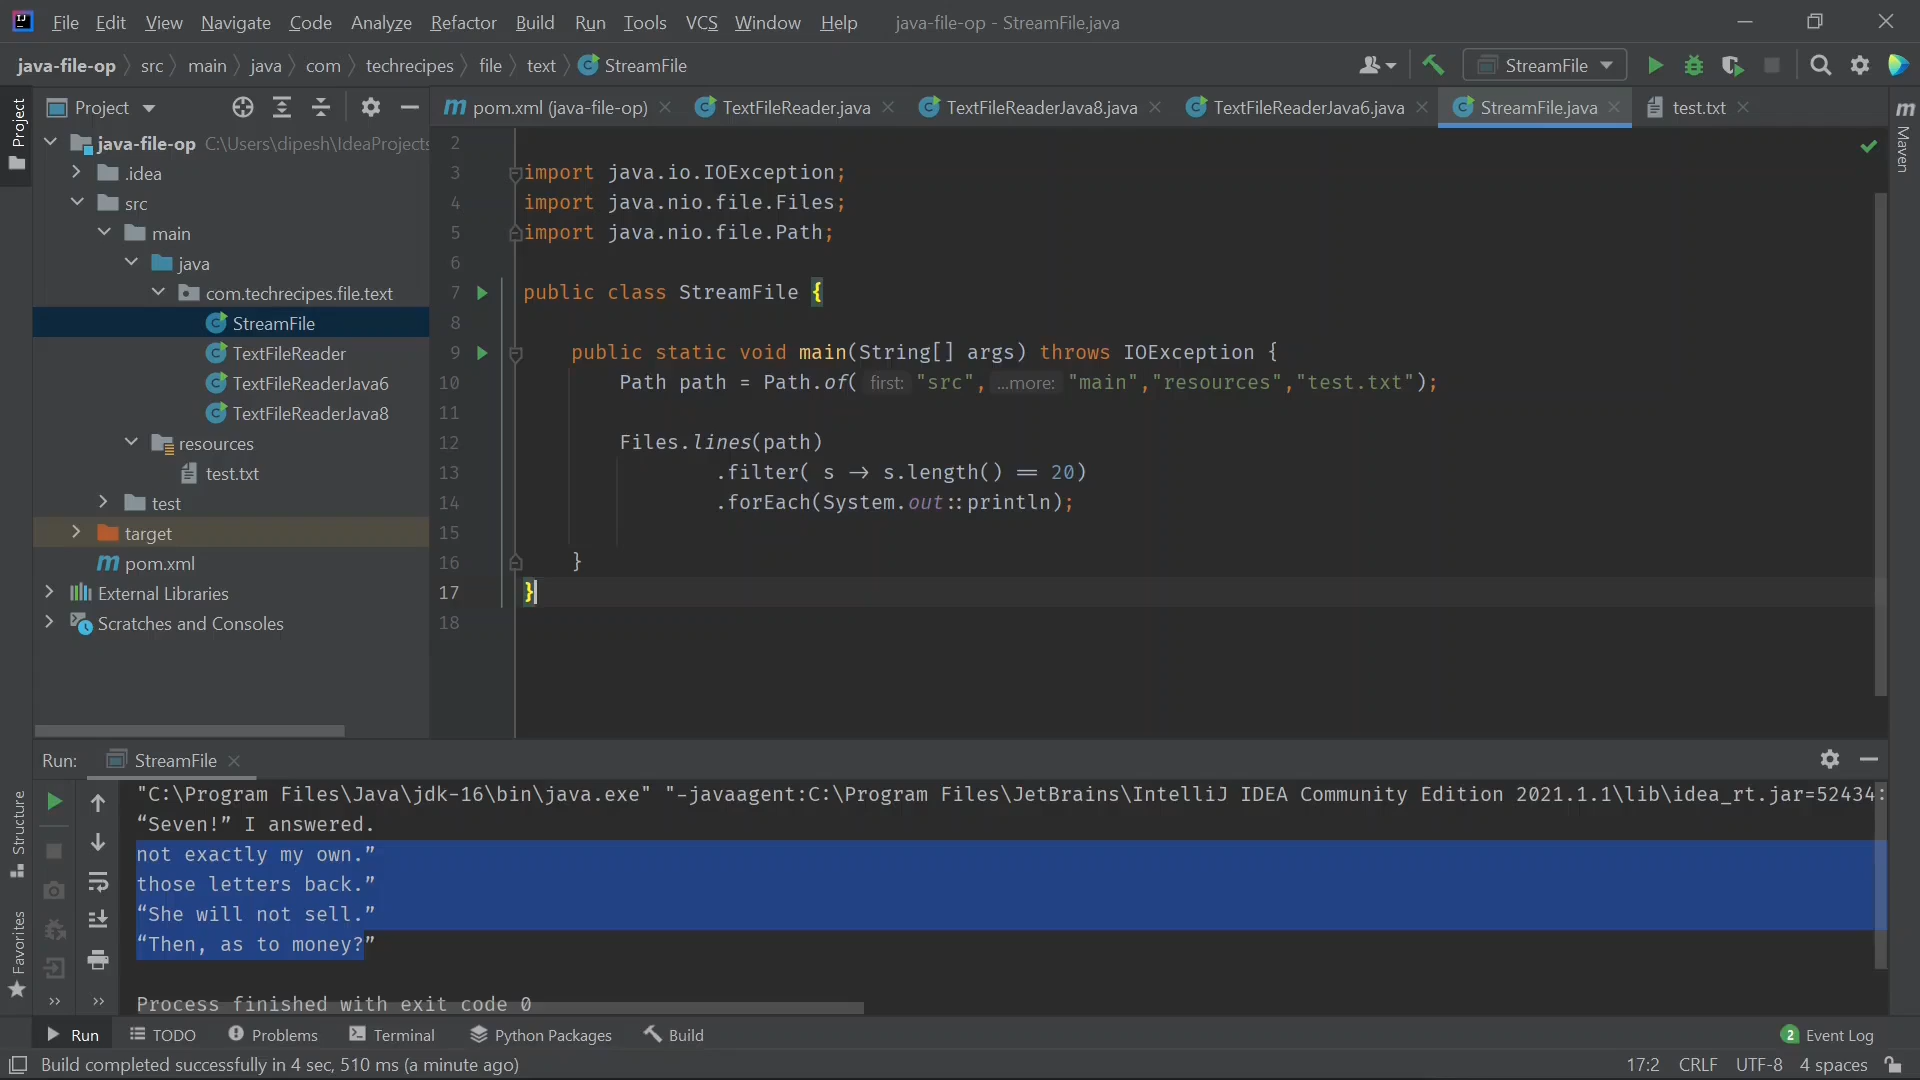 File Edit View Navigate Code Analyze Refactor Build Run Tools VCS Window Help java-file-op - StreamFile.java
java-file-op src main java com techrecipes file text StreamFile StreamFile
Project
pom.xml (java-file-op) TextFileReader.java TextFileReaderJava8.java TextFileReaderJava6.java StreamFile.java test.txt
Project
Maven
java-file-op C:\Users\dipesh\IdeaProjects
.idea
src
main
java
com.techrecipes.file.text
StreamFile
TextFileReader
TextFileReaderJava6
TextFileReaderJava8
resources
test.txt
test
target
pom.xml
External Libraries
Scratches and Consoles
2
3 import java.io.IOException;
4 import java.nio.file.Files;
5 import java.nio.file.Path;
6
7 public class StreamFile {
8
9 public static void main(String[] args) throws IOException {
10 Path path = Path.of( first: "src", ...more: "main","resources","test.txt");
11
12 Files.lines(path)
13 .filter( s → s.length() == 20)
14 .forEach(System.out::println);
15
16 }
17 }
18
Run: StreamFile
"C:\Program Files\Java\jdk-16\bin\java.exe" "-javaagent:C:\Program Files\JetBrains\IntelliJ IDEA Community Edition 2021.1.1\lib\idea_rt.jar=52434:
“Seven!” I answered.
not exactly my own.”
those letters back.”
“She will not sell.”
“Then, as to money?”
Process finished with exit code 0
Structure
Favorites
Run TODO Problems Terminal Python Packages Build 2 Event Log
Build completed successfully in 4 sec, 510 ms (a minute ago) 17:2 CRLF UTF-8 4 spaces